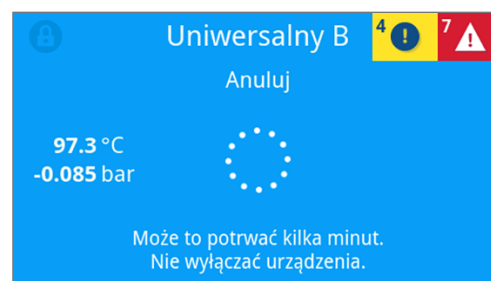 Uniwersalny B
4
7
Anuluj
97.3 °C
-0.085 bar
Może to potrwać kilka minut.
Nie wyłączać urządzenia.